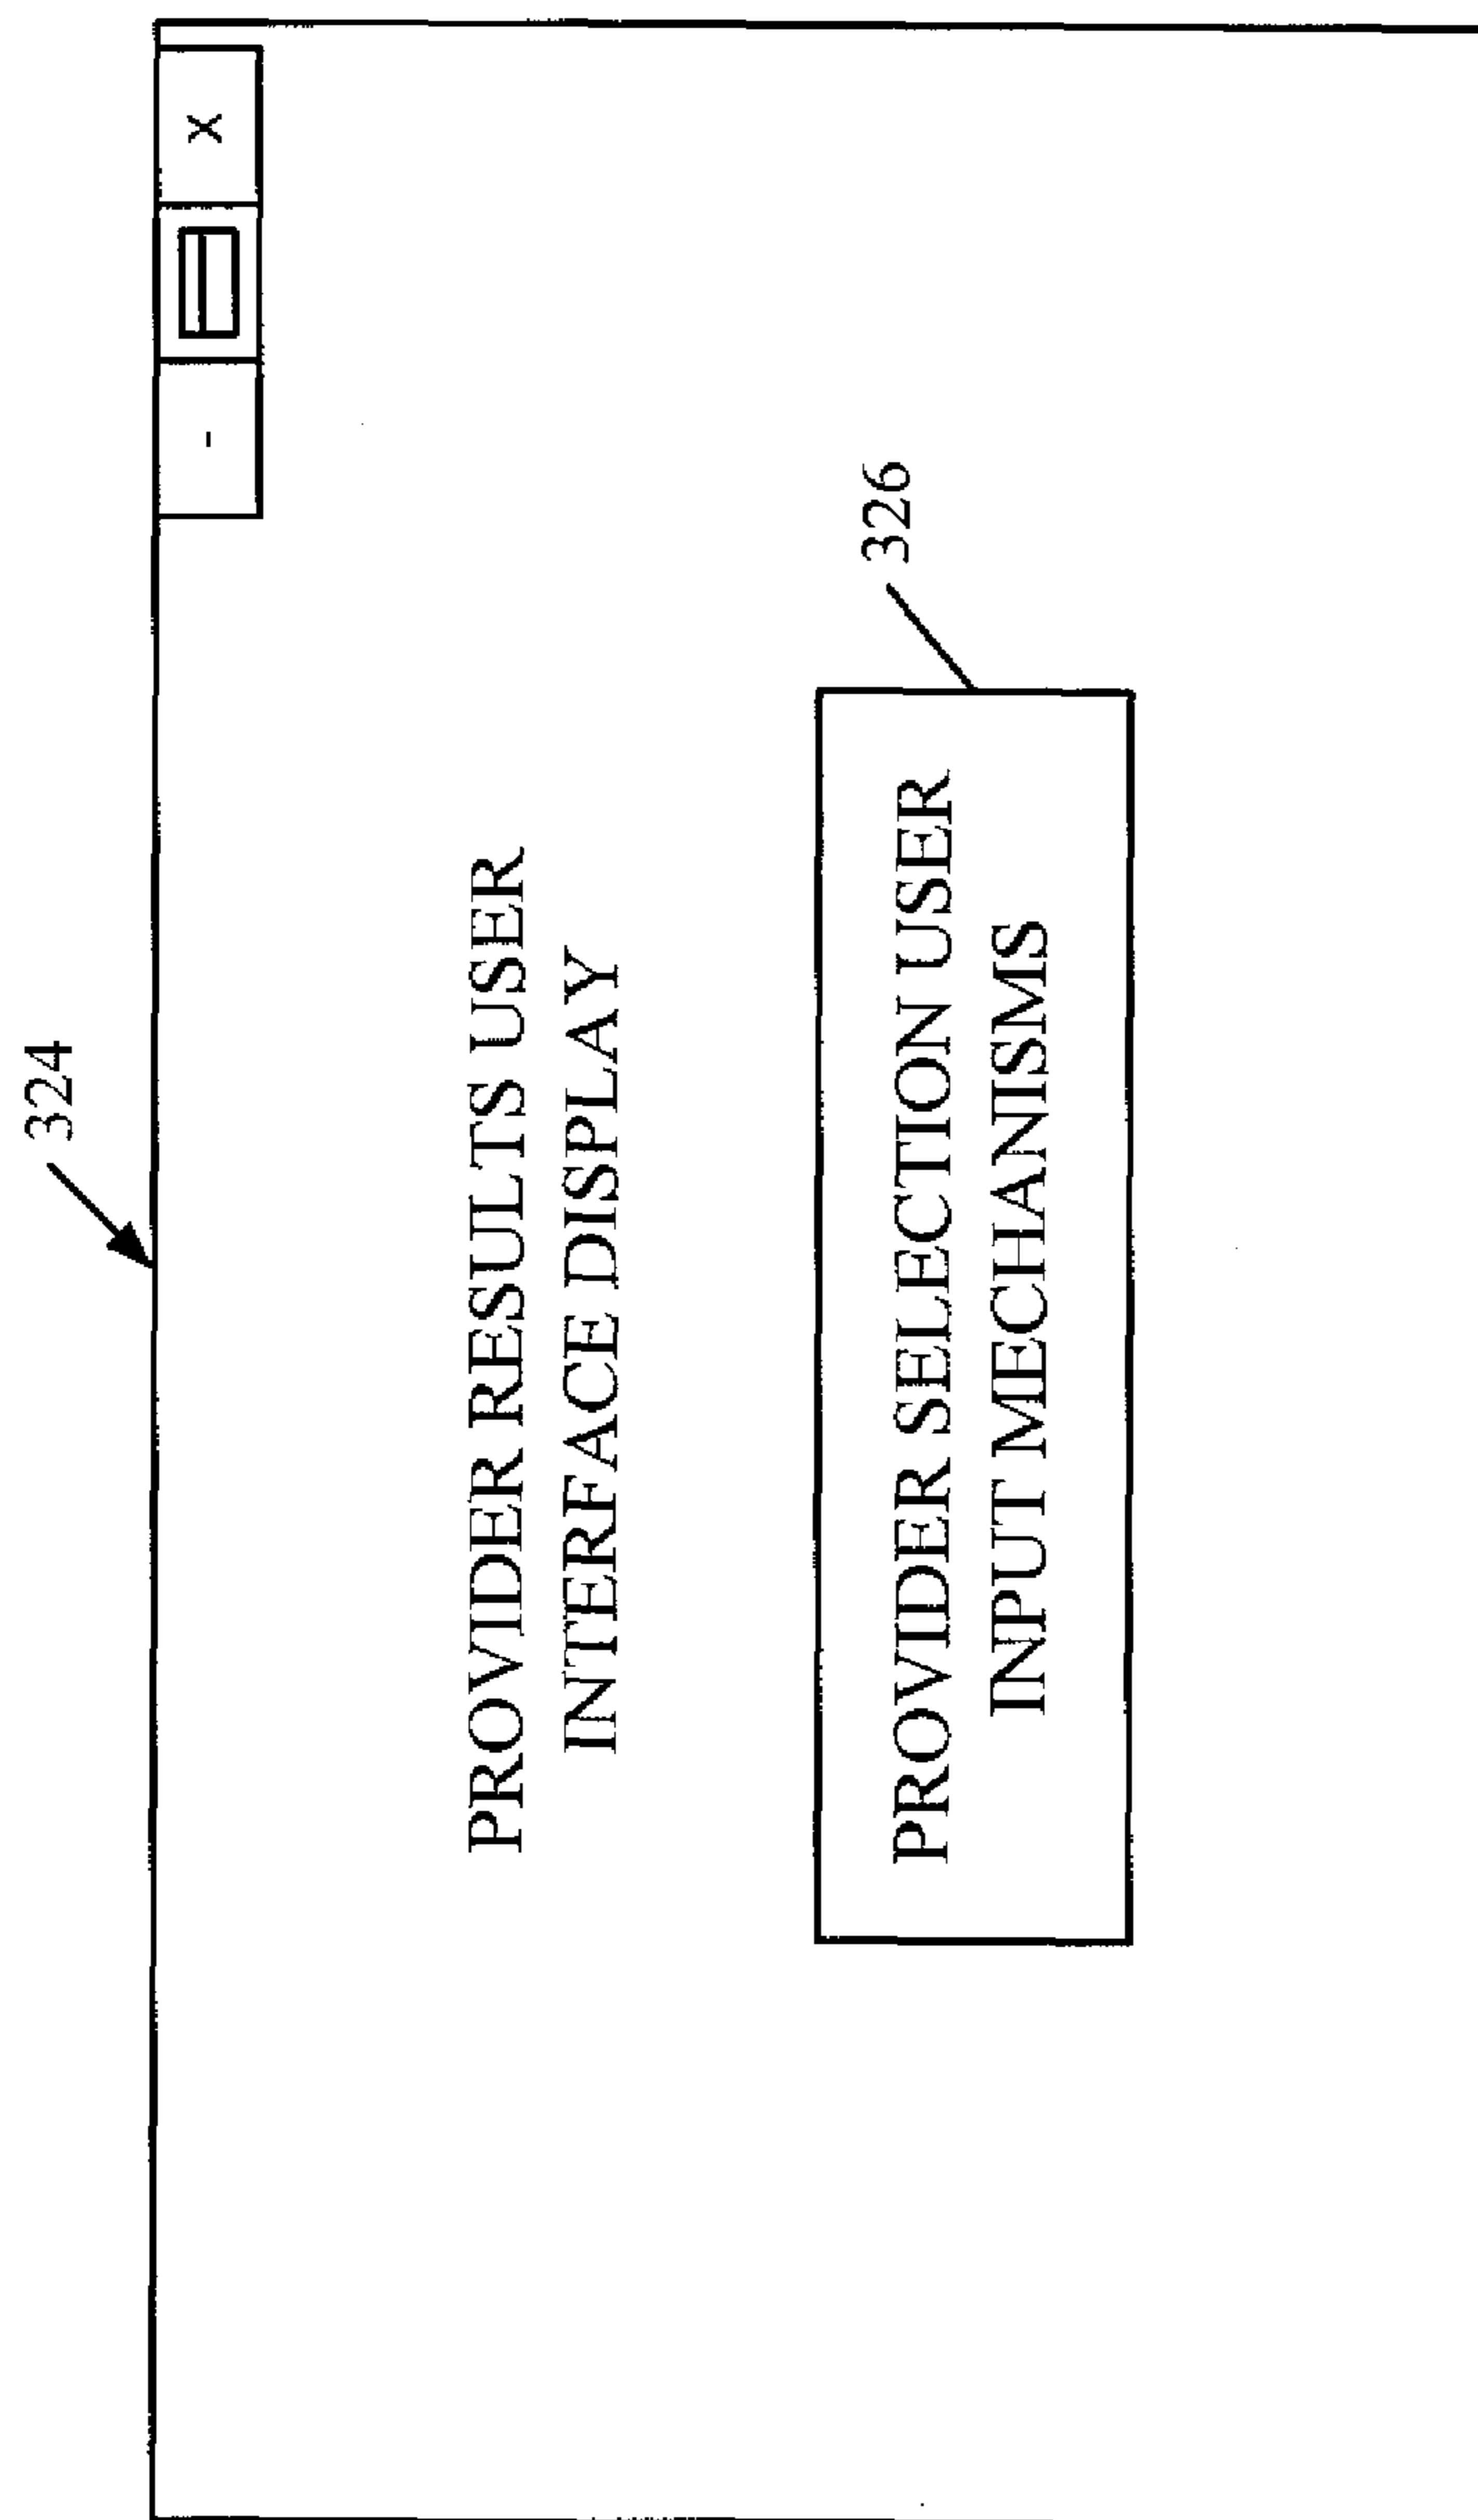 324
- X
PROVIDER RESULTS USER
INTERFACE DISPLAY
326
PROVIDER SELECTION USER
INPUT MECHANISMS